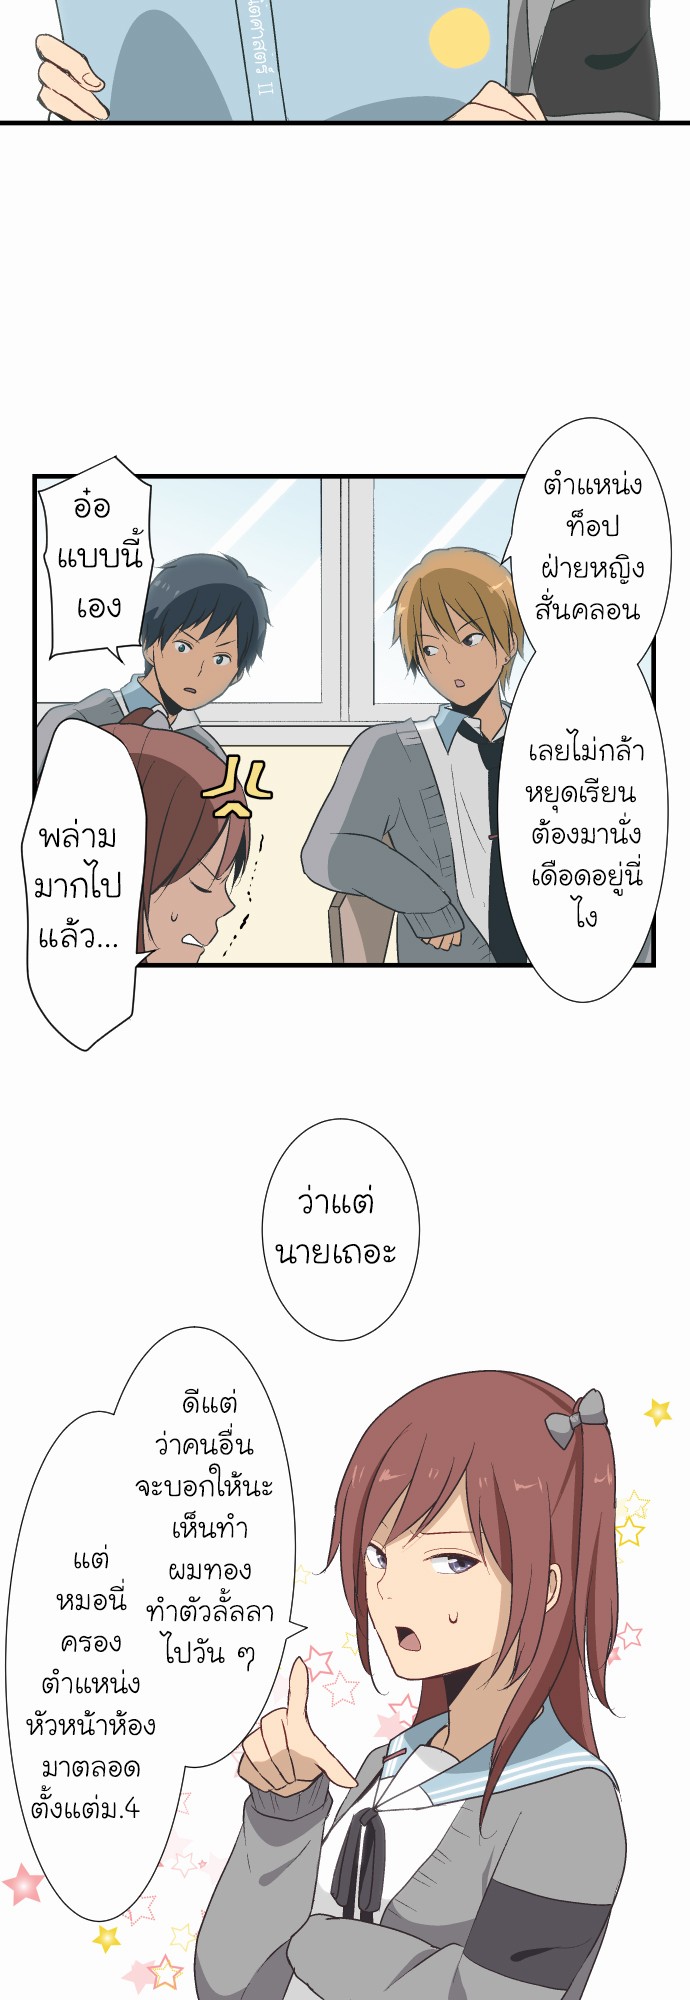 ตศาสตร์ II
ตำแหน่ง
ท็อป
ฝ่ายหญิง
สั่นคลอน
เลยไม่กล้า
หยุดเรียน
ต้องมานั่ง
เดือดอยู่นี่
ไง
อ๋อ
แบบนี้
เอง
พล่าม
มากไป
แล้ว...
ว่าแต่
นายเถอะ
ดีแต่
ว่าคนอื่น
จะบอกให้นะ
เห็นทำ
ผมทอง
ทำตัวลั้ลลา
ไปวัน ๆ
แต่
หมอนี่
ครอง
ตำแหน่ง
หัวหน้าห้อง
มาตลอด
ตั้งแต่ม.4